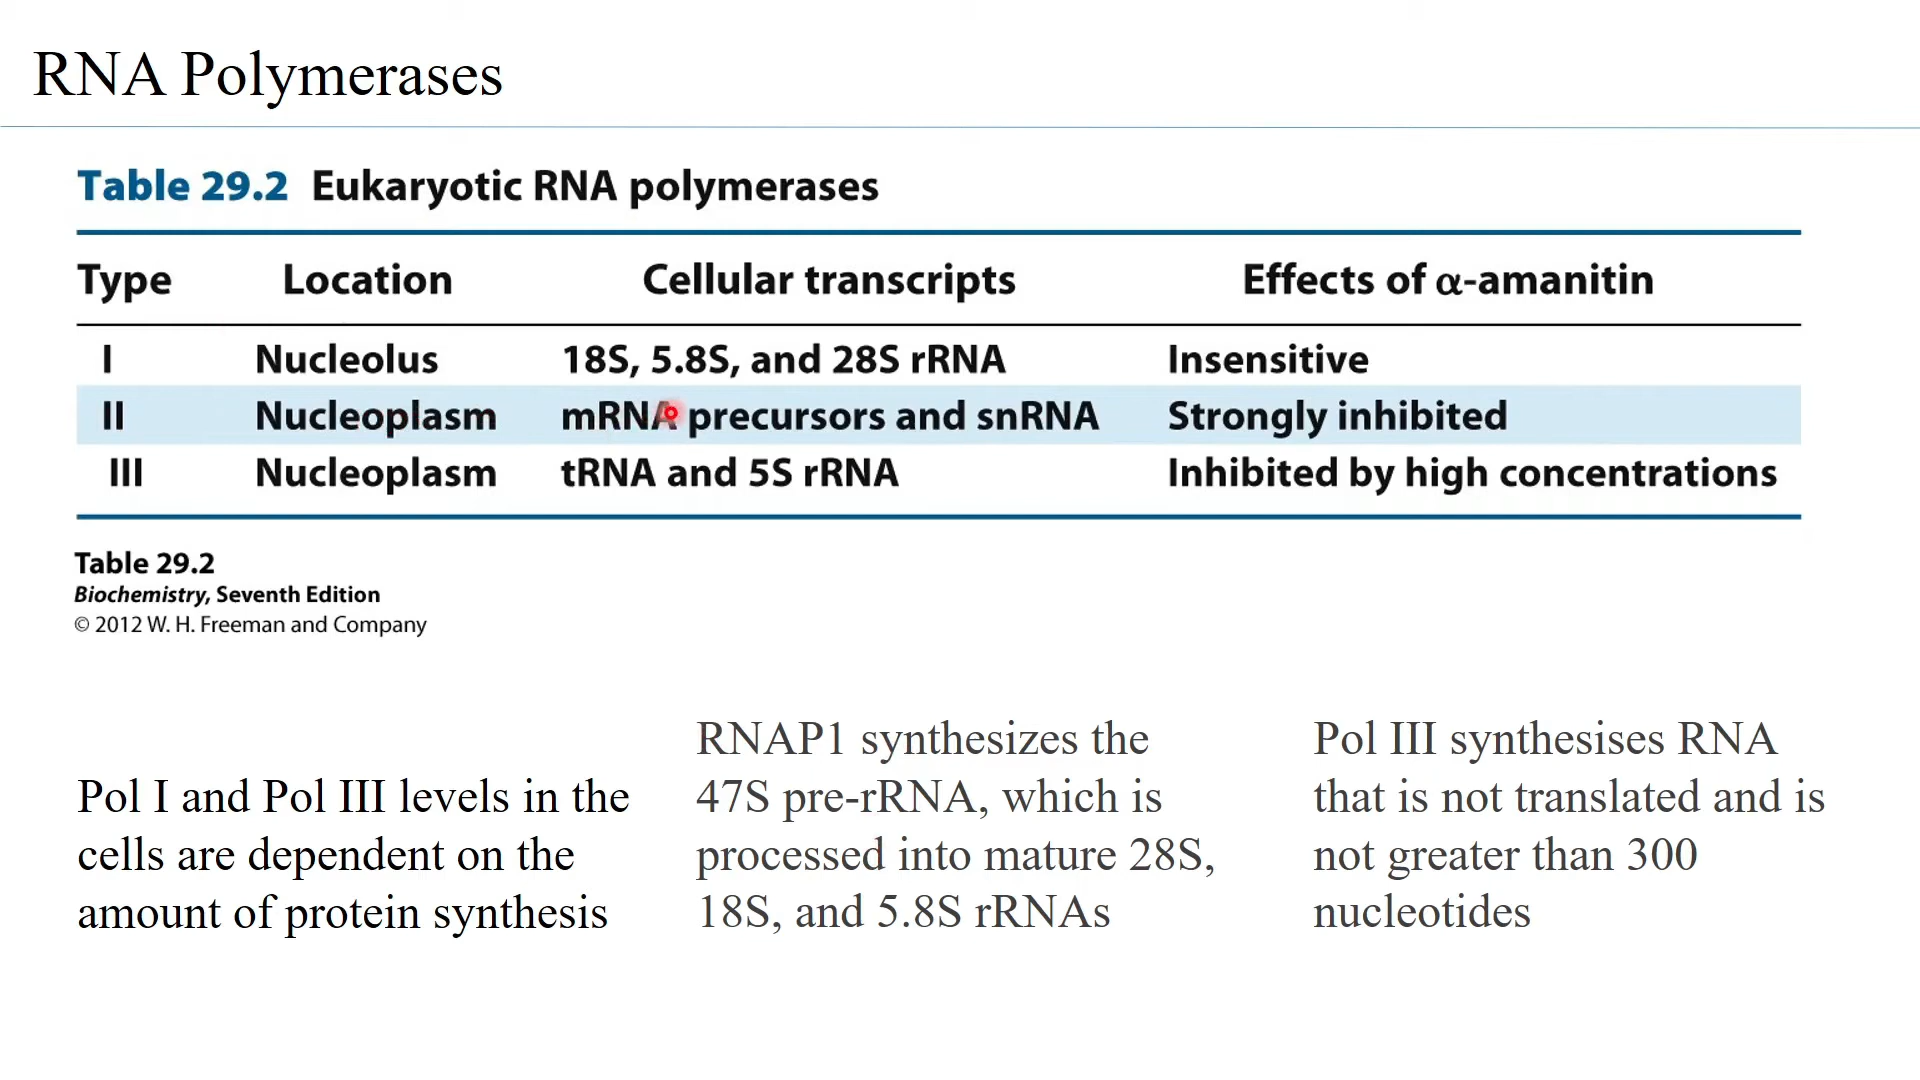 RNA Polymerases
Table 29.2 Eukaryotic RNA polymerases
Type Location Cellular transcripts Effects of α-amanitin
I Nucleolus 18S, 5.8S, and 28S rRNA Insensitive
II Nucleoplasm mRNA precursors and snRNA Strongly inhibited
III Nucleoplasm tRNA and 5S rRNA Inhibited by high concentrations
Table 29.2
Biochemistry, Seventh Edition
© 2012 W. H. Freeman and Company
Pol I and Pol III levels in the
cells are dependent on the
amount of protein synthesis
RNAP1 synthesizes the
47S pre-rRNA, which is
processed into mature 28S,
18S, and 5.8S rRNAs
Pol III synthesises RNA
that is not translated and is
not greater than 300
nucleotides